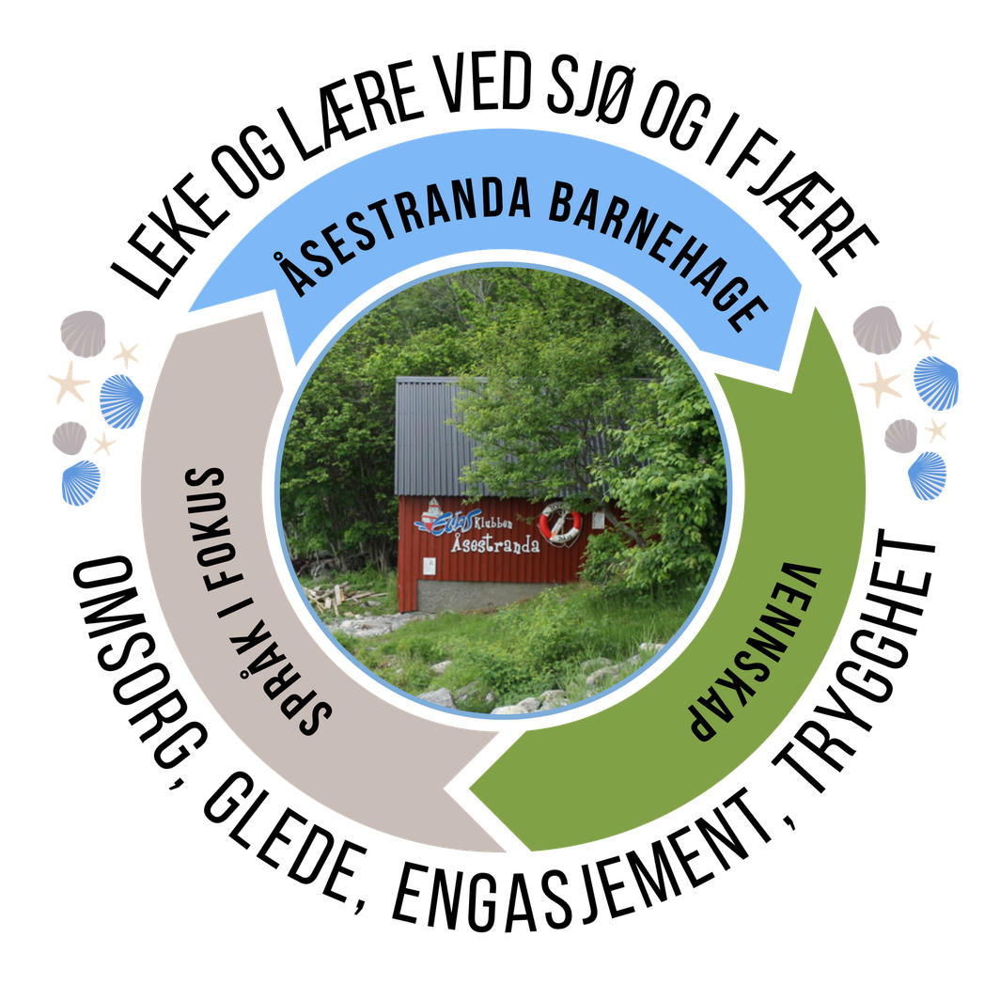 LEKE OG LÆRE VED SJØ OG I FJÆRE
ÅSESTRANDA BARNEHAGE
SPRÅK I FOKUS
VENNSKAP
Klubben
Åsestranda
OMSORG, GLEDE, ENGASJEMENT, TRYGGHET